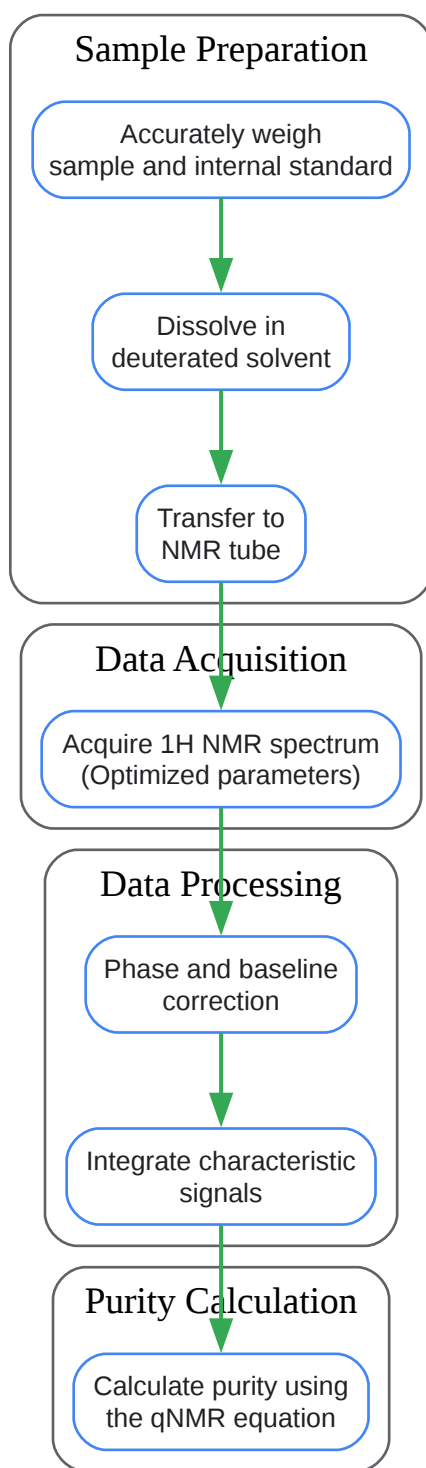 Sample Preparation
Accurately weigh
sample and internal standard
Dissolve in
deuterated solvent
Transfer to
NMR tube
Data Acquisition
Acquire 1H NMR spectrum
(Optimized parameters)
Data Processing
Phase and baseline
correction
Integrate characteristic
signals
Purity Calculation
Calculate purity using
the qNMR equation